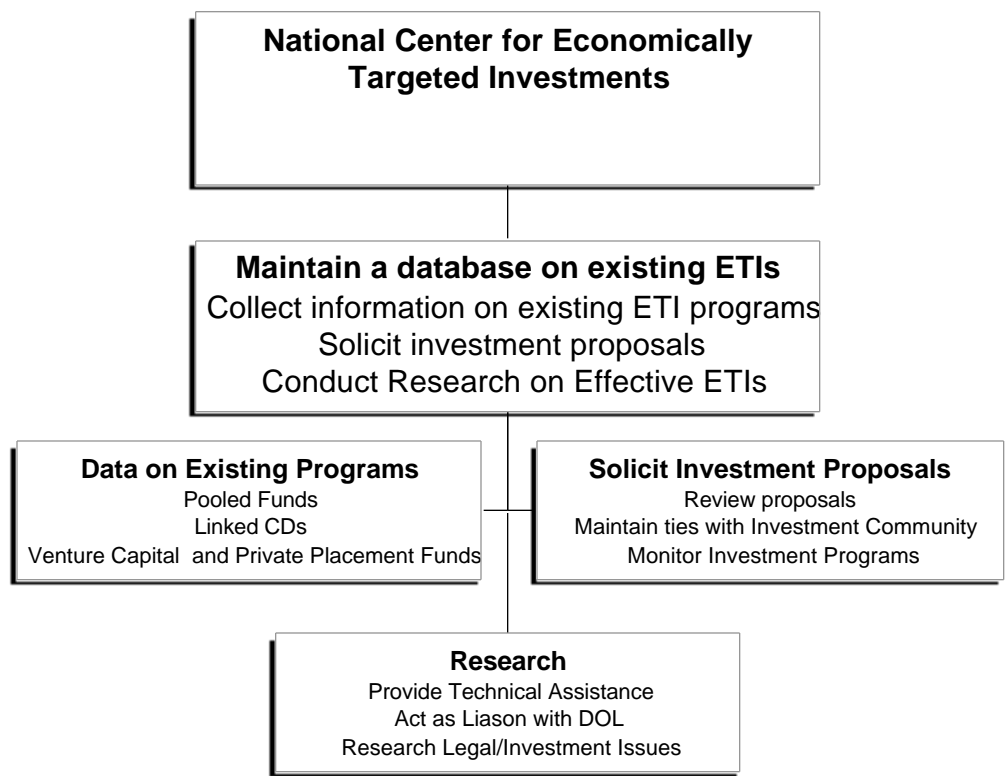 National Center for Economically
Targeted Investments
Maintain a database on existing ETIs
Collect information on existing ETI programs
Solicit investment proposals
Conduct Research on Effective ETIs
Data on Existing Programs
Pooled Funds
Linked CDs
Venture Capital and Private Placement Funds
Solicit Investment Proposals
Review proposals
Maintain ties with Investment Community
Monitor Investment Programs
Research
Provide Technical Assistance
Act as Liason with DOL
Research Legal/Investment Issues